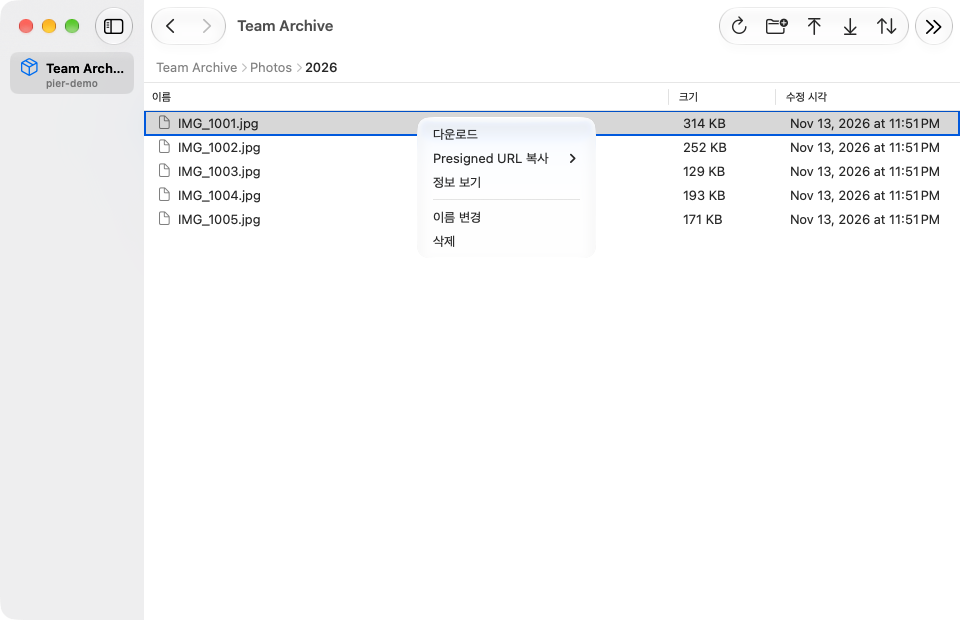 Team Archive
Team Arch...
pier-demo
Team Archive > Photos > 2026
이름 크기 수정 시각
IMG_1001.jpg 314 KB Nov 13, 2026 at 11:51 PM
IMG_1002.jpg 252 KB Nov 13, 2026 at 11:51 PM
IMG_1003.jpg 129 KB Nov 13, 2026 at 11:51 PM
IMG_1004.jpg 193 KB Nov 13, 2026 at 11:51 PM
IMG_1005.jpg 171 KB Nov 13, 2026 at 11:51 PM
다운로드
Presigned URL 복사
정보 보기
이름 변경
삭제